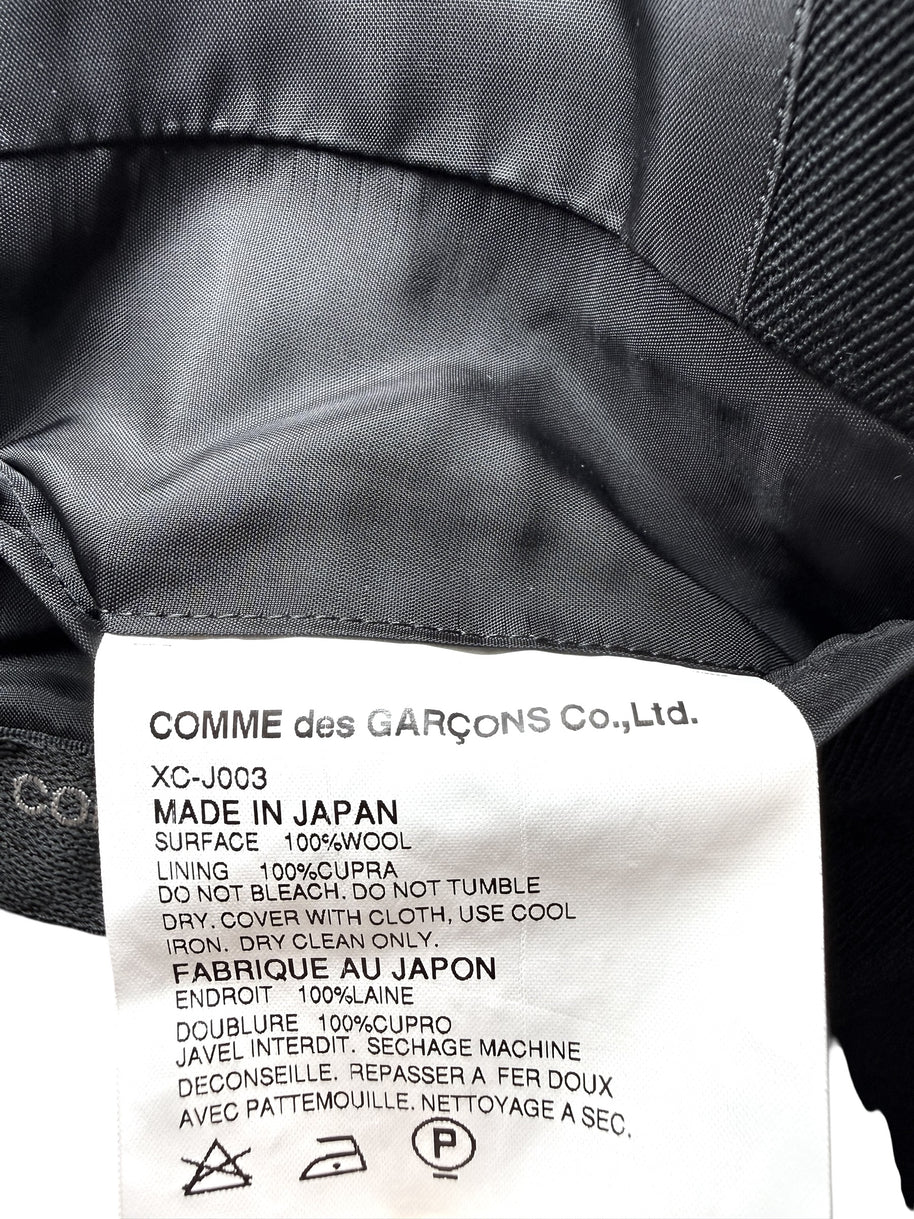 COMME des GARÇONS Co.,Ltd.
XC-J003
MADE IN JAPAN
SURFACE 100%WOOL
LINING 100%CUPRA
DO NOT BLEACH. DO NOT TUMBLE
DRY. COVER WITH CLOTH, USE COOL
IRON. DRY CLEAN ONLY.
FABRIQUE AU JAPON
ENDROIT 100%LAINE
DOUBLURE 100%CUPRO
JAVEL INTERDIT. SECHAGE MACHINE
DECONSEILLE. REPASSER A FER DOUX
AVEC PATTEMOUILLE. NETTOYAGE A SEC.
P
CO